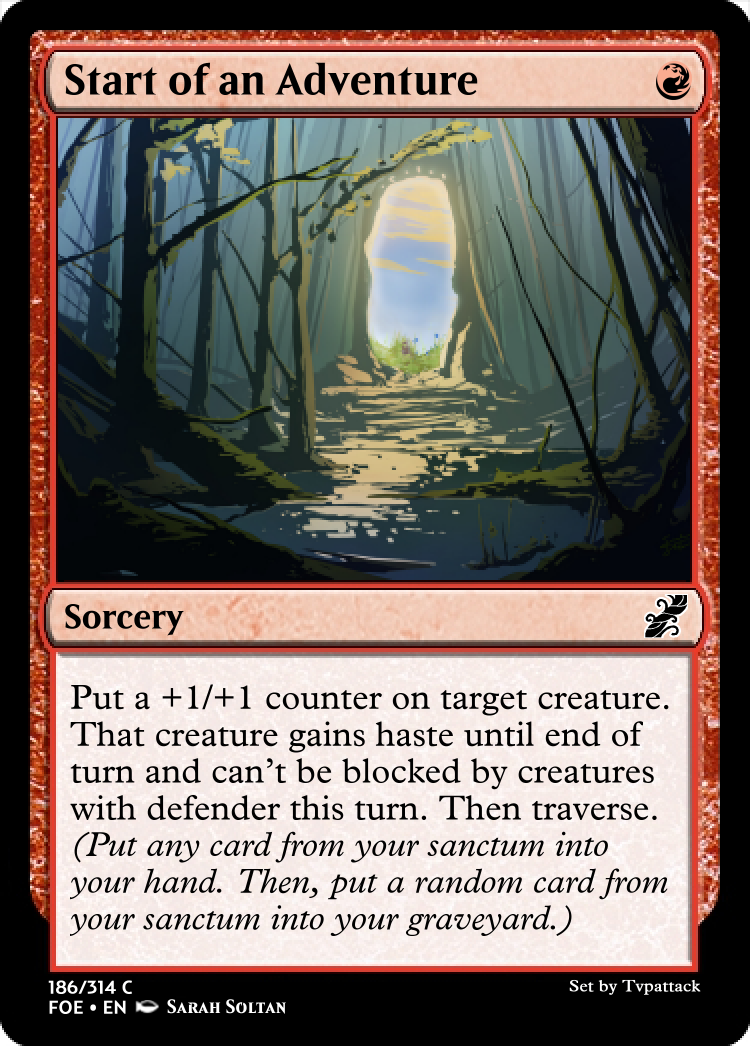 Start of an Adventure
Sorcery
Put a +1/+1 counter on target creature.
That creature gains haste until end of
turn and can't be blocked by creatures
with defender this turn. Then traverse.
(Put any card from your sanctum into
your hand. Then, put a random card from
your sanctum into your graveyard.)
186/314 C
Set by Tvpattack
FOE • EN Sarah Soltan